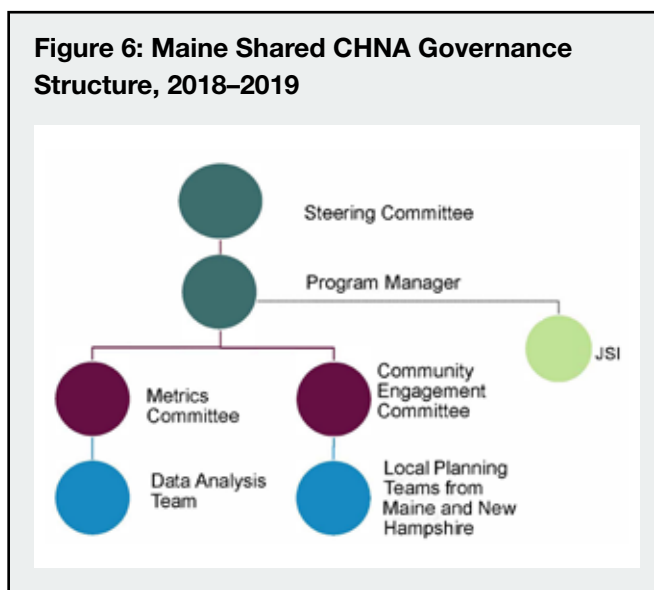 Figure 6: Maine Shared CHNA Governance
Structure, 2018–2019
Steering Committee
Program Manager
JSI
Metrics
Committee
Community
Engagement
Committee
Data Analysis
Team
Local Planning
Teams from
Maine and New
Hampshire